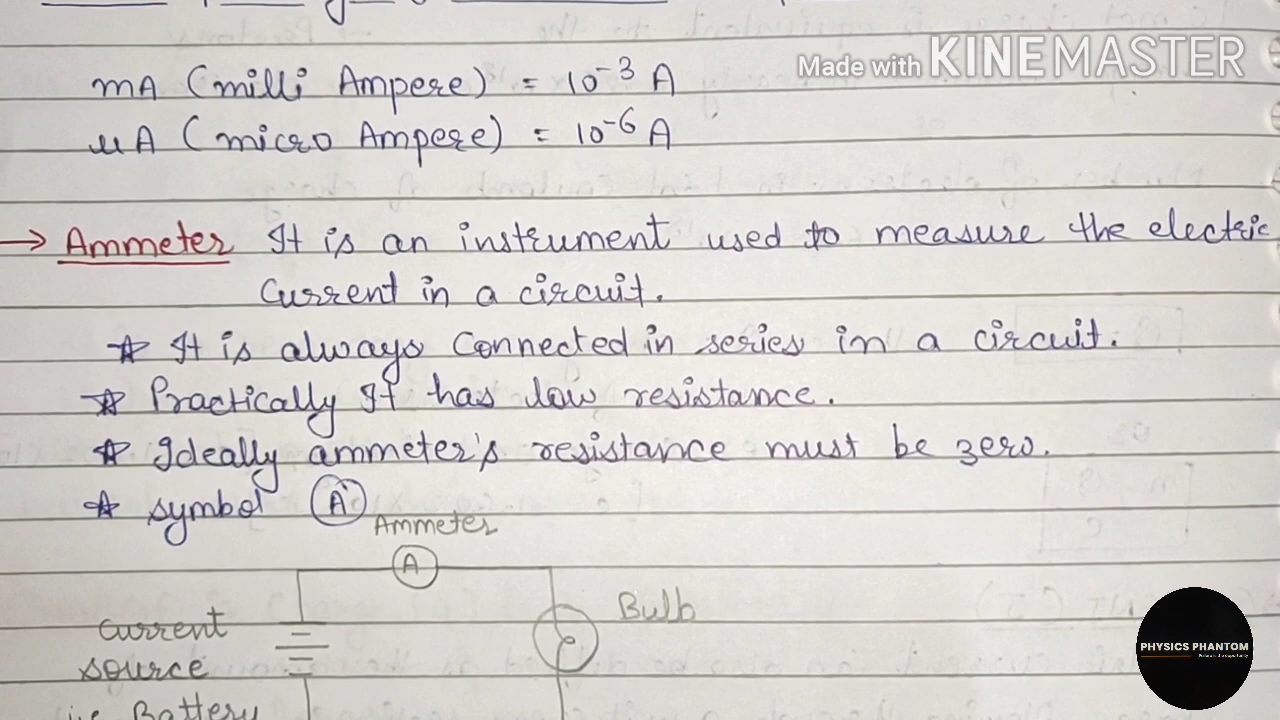 Made with KINEMASTER
mA (milli Ampere) = 10⁻³ A
μA (micro Ampere) = 10⁻⁶ A
→ Ammeter It is an instrument used to measure the electric
current in a circuit.
☆ It is always connected in series in a circuit.
☆ Practically It has low resistance.
☆ Ideally ammeter's resistance must be zero.
☆ symbol (A)
Ammeter
A
Bulb
current
source
i.e. Battery
PHYSICS PHANTOM